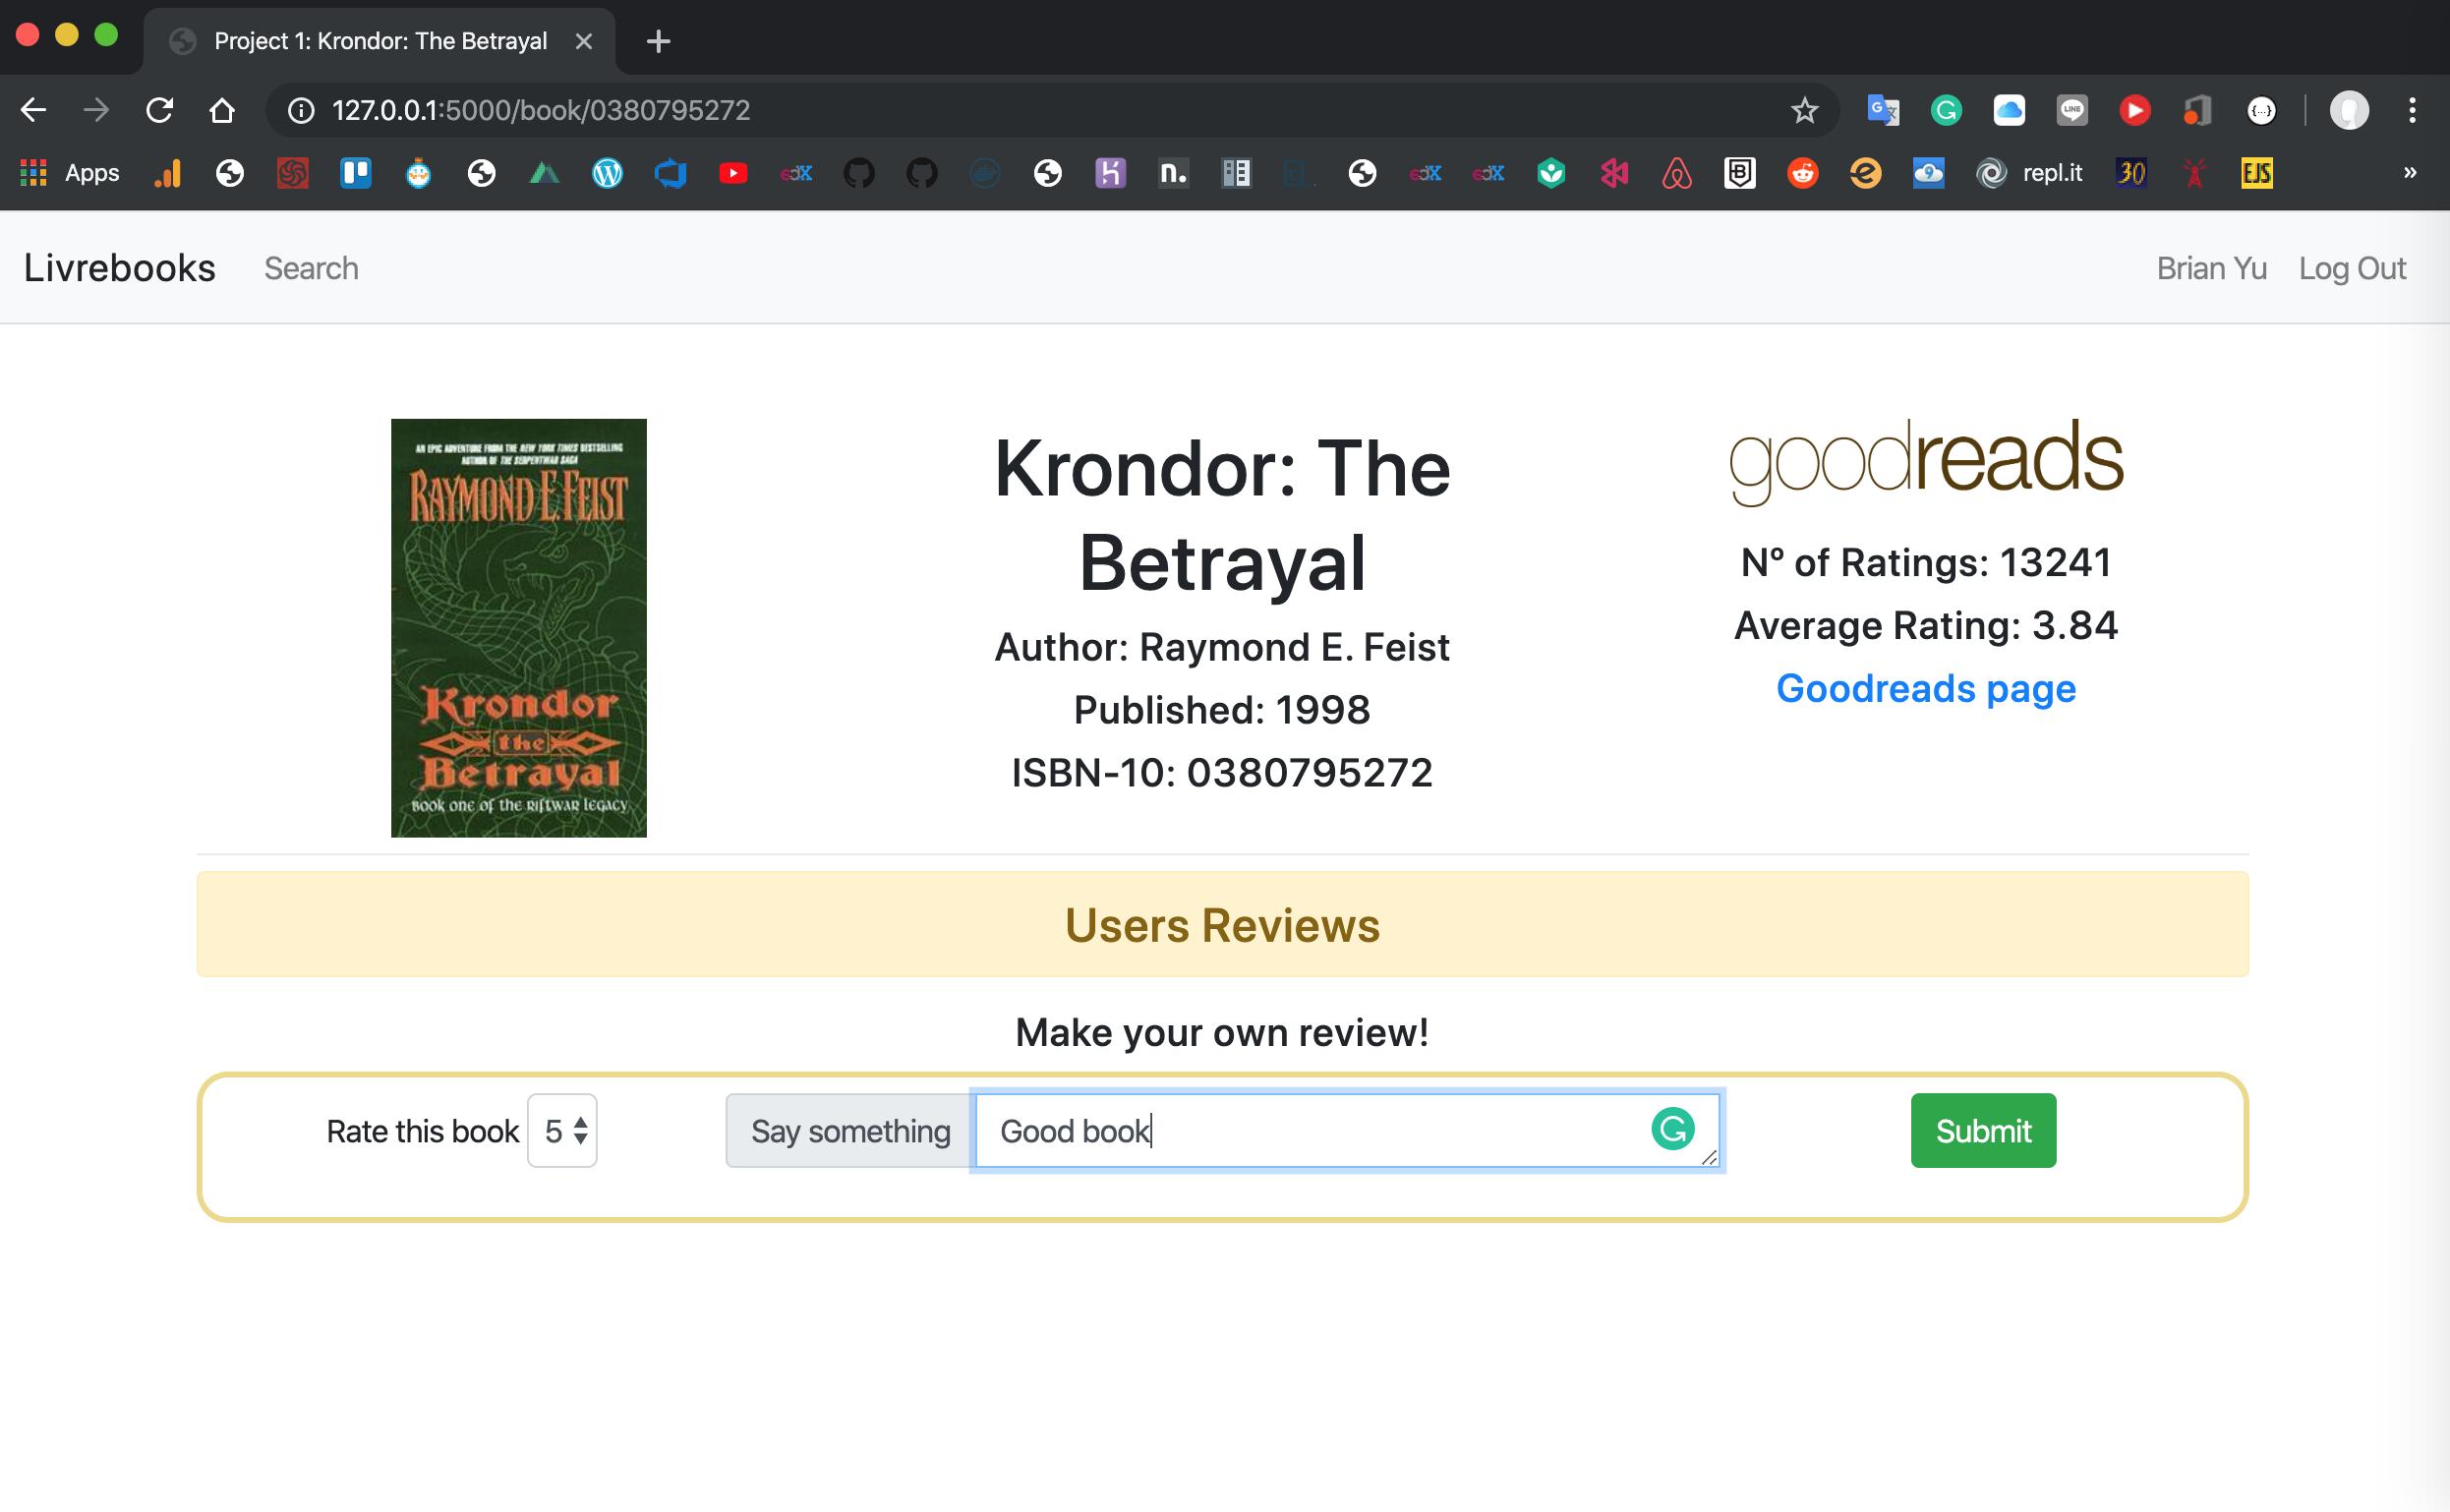 Project 1: Krondor: The Betrayal
127.0.0.1:5000/book/0380795272
Apps
repl.it
Livrebooks
Search
Brian Yu
Log Out
AN EPIC ADVENTURE FROM THE NEW YORK TIMES BESTSELLING
AUTHOR OF THE SERPENTWAR SAGA
RAYMOND E. FEIST
Krondor
the
Betrayal
BOOK ONE OF THE RIFTWAR LEGACY
Krondor: The
Betrayal
Author: Raymond E. Feist
Published: 1998
ISBN-10: 0380795272
goodreads
Nº of Ratings: 13241
Average Rating: 3.84
Goodreads page
Users Reviews
Make your own review!
Rate this book 5
Say something
Good book
Submit